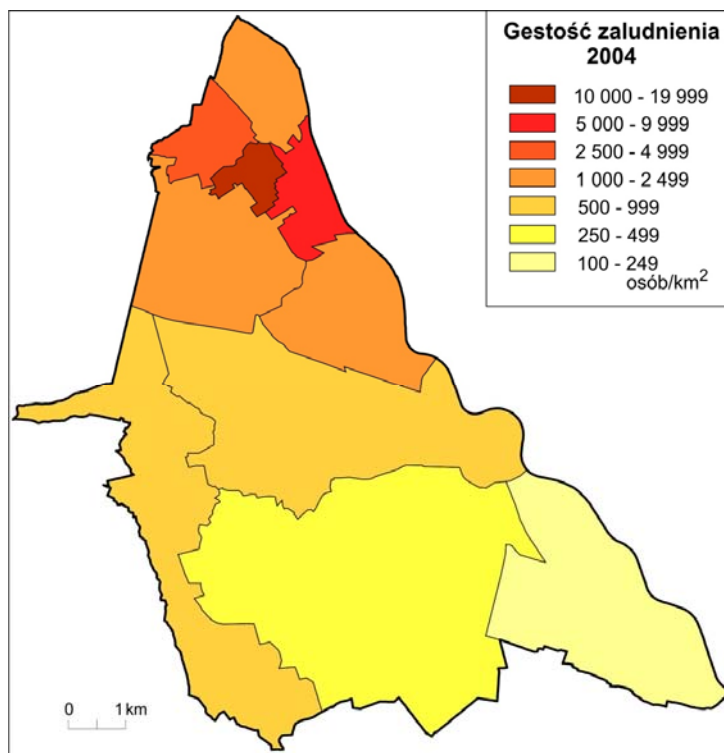 Gestość zaludnienia
2004
10 000 - 19 999
5 000 - 9 999
2 500 - 4 999
1 000 - 2 499
500 - 999
250 - 499
100 - 249
osób/km²
0 1 km